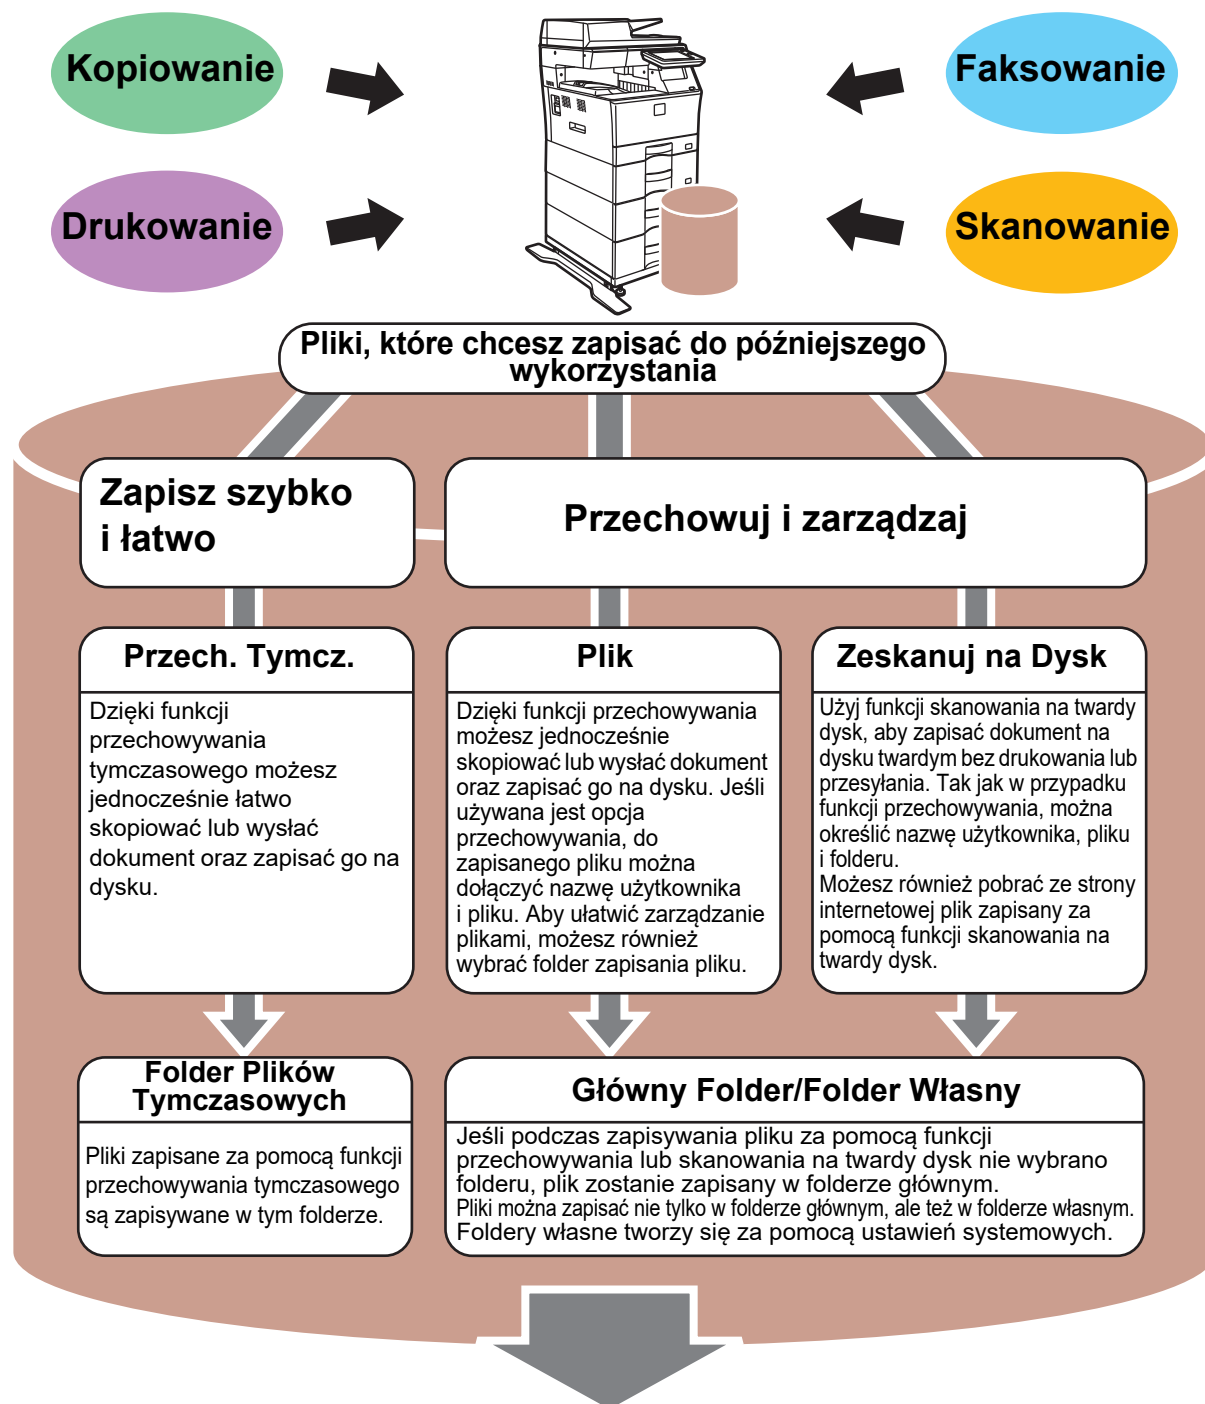 Kopiowanie
Faksowanie
Drukowanie
Skanowanie
Pliki, które chcesz zapisać do późniejszego
wykorzystania
Zapisz szybko
i łatwo
Przechowuj i zarządzaj
Przech. Tymcz.
Dzięki funkcji
przechowywania
tymczasowego możesz
jednocześnie łatwo
skopiować lub wysłać
dokument oraz zapisać go na
dysku.
Plik
Dzięki funkcji przechowywania
możesz jednocześnie
skopiować lub wysłać dokument
oraz zapisać go na dysku. Jeśli
używana jest opcja
przechowywania, do
zapisanego pliku można
dołączyć nazwę użytkownika
i pliku. Aby ułatwić zarządzanie
plikami, możesz również
wybrać folder zapisania pliku.
Zeskanuj na Dysk
Użyj funkcji skanowania na twardy
dysk, aby zapisać dokument na
dysku twardym bez drukowania lub
przesyłania. Tak jak w przypadku
funkcji przechowywania, można
określić nazwę użytkownika, pliku
i folderu.
Możesz również pobrać ze strony
internetowej plik zapisany za
pomocą funkcji skanowania na
twardy dysk.
Folder Plików
Tymczasowych
Pliki zapisane za pomocą funkcji
przechowywania tymczasowego
są zapisywane w tym folderze.
Główny Folder/Folder Własny
Jeśli podczas zapisywania pliku za pomocą funkcji
przechowywania lub skanowania na twardy dysk nie wybrano
folderu, plik zostanie zapisany w folderze głównym.
Pliki można zapisać nie tylko w folderze głównym, ale też w folderze własnym.
Foldery własne tworzy się za pomocą ustawień systemowych.